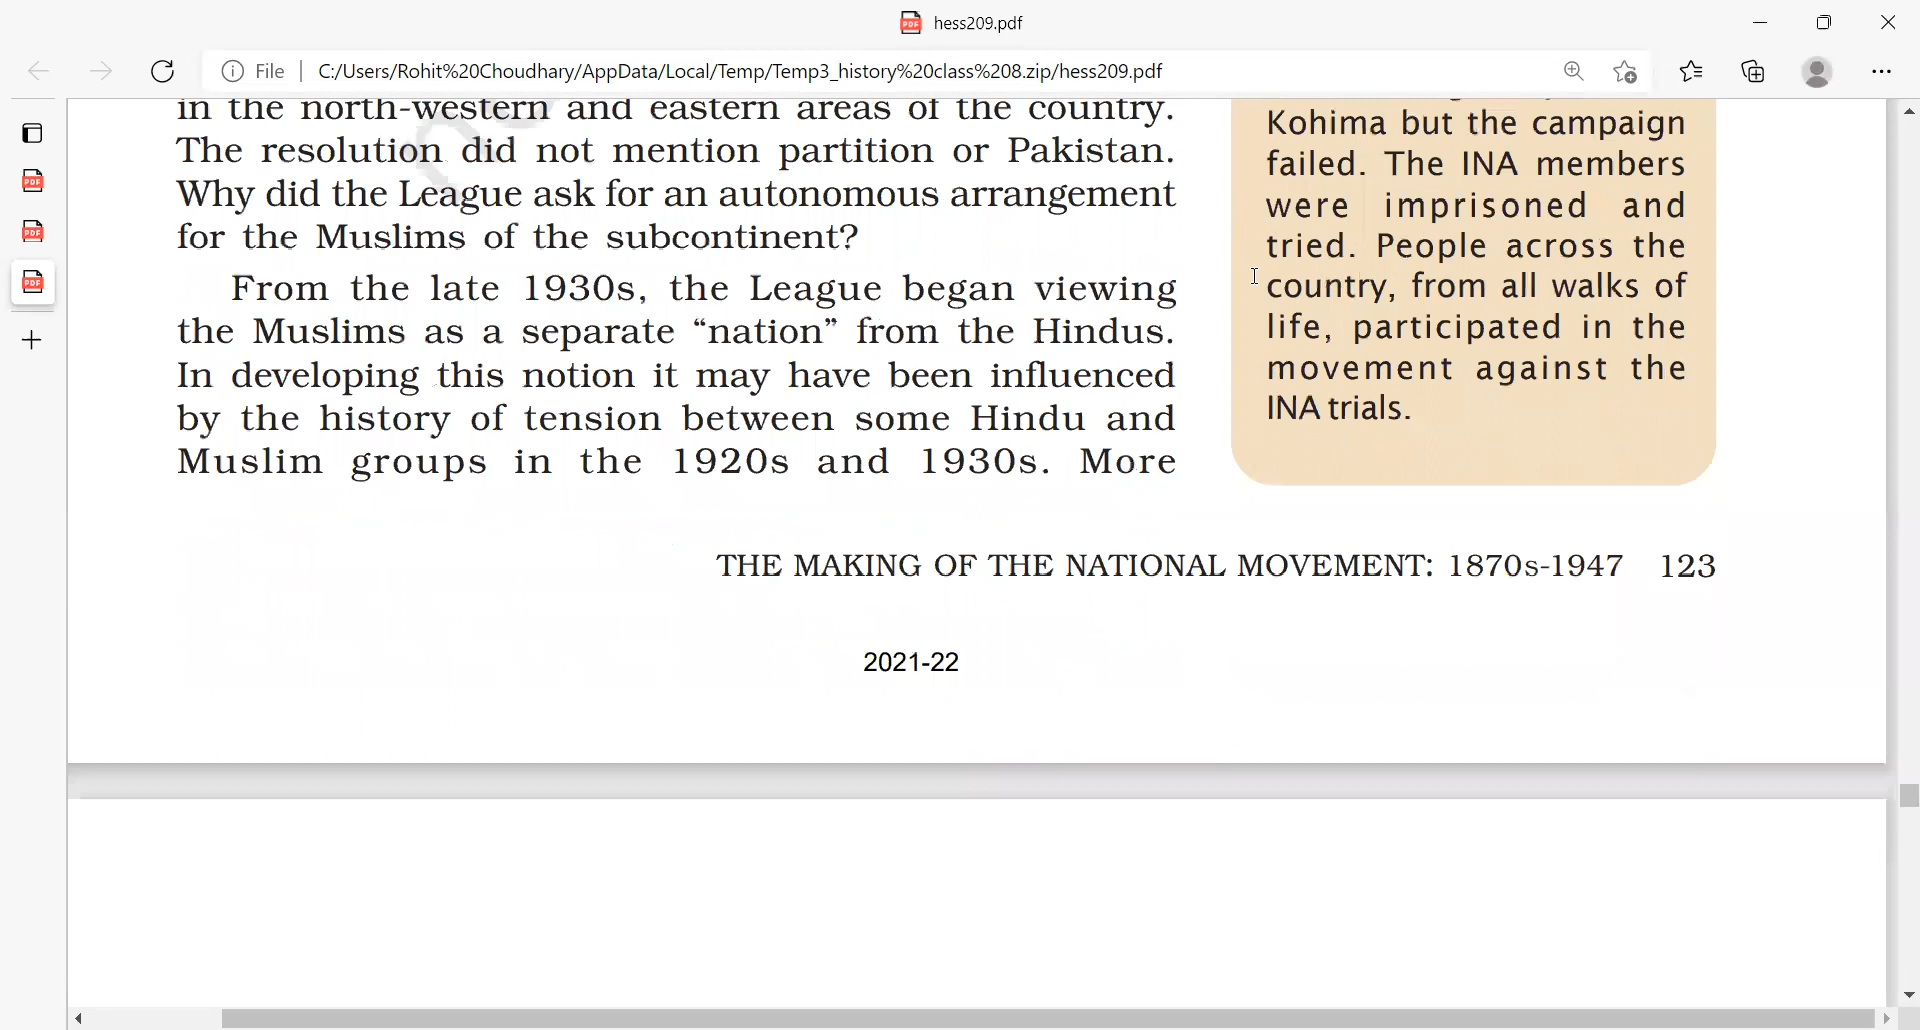 hess209.pdf
File
C:/Users/Rohit%20Choudhary/AppData/Local/Temp/Temp3_history%20class%208.zip/hess209.pdf
in the north-western and eastern areas of the country.
The resolution did not mention partition or Pakistan.
Why did the League ask for an autonomous arrangement
for the Muslims of the subcontinent?
From the late 1930s, the League began viewing
the Muslims as a separate “nation” from the Hindus.
In developing this notion it may have been influenced
by the history of tension between some Hindu and
Muslim groups in the 1920s and 1930s. More
Kohima but the campaign
failed. The INA members
were imprisoned and
tried. People across the
country, from all walks of
life, participated in the
movement against the
INA trials.
THE MAKING OF THE NATIONAL MOVEMENT: 1870s-1947 123
2021-22